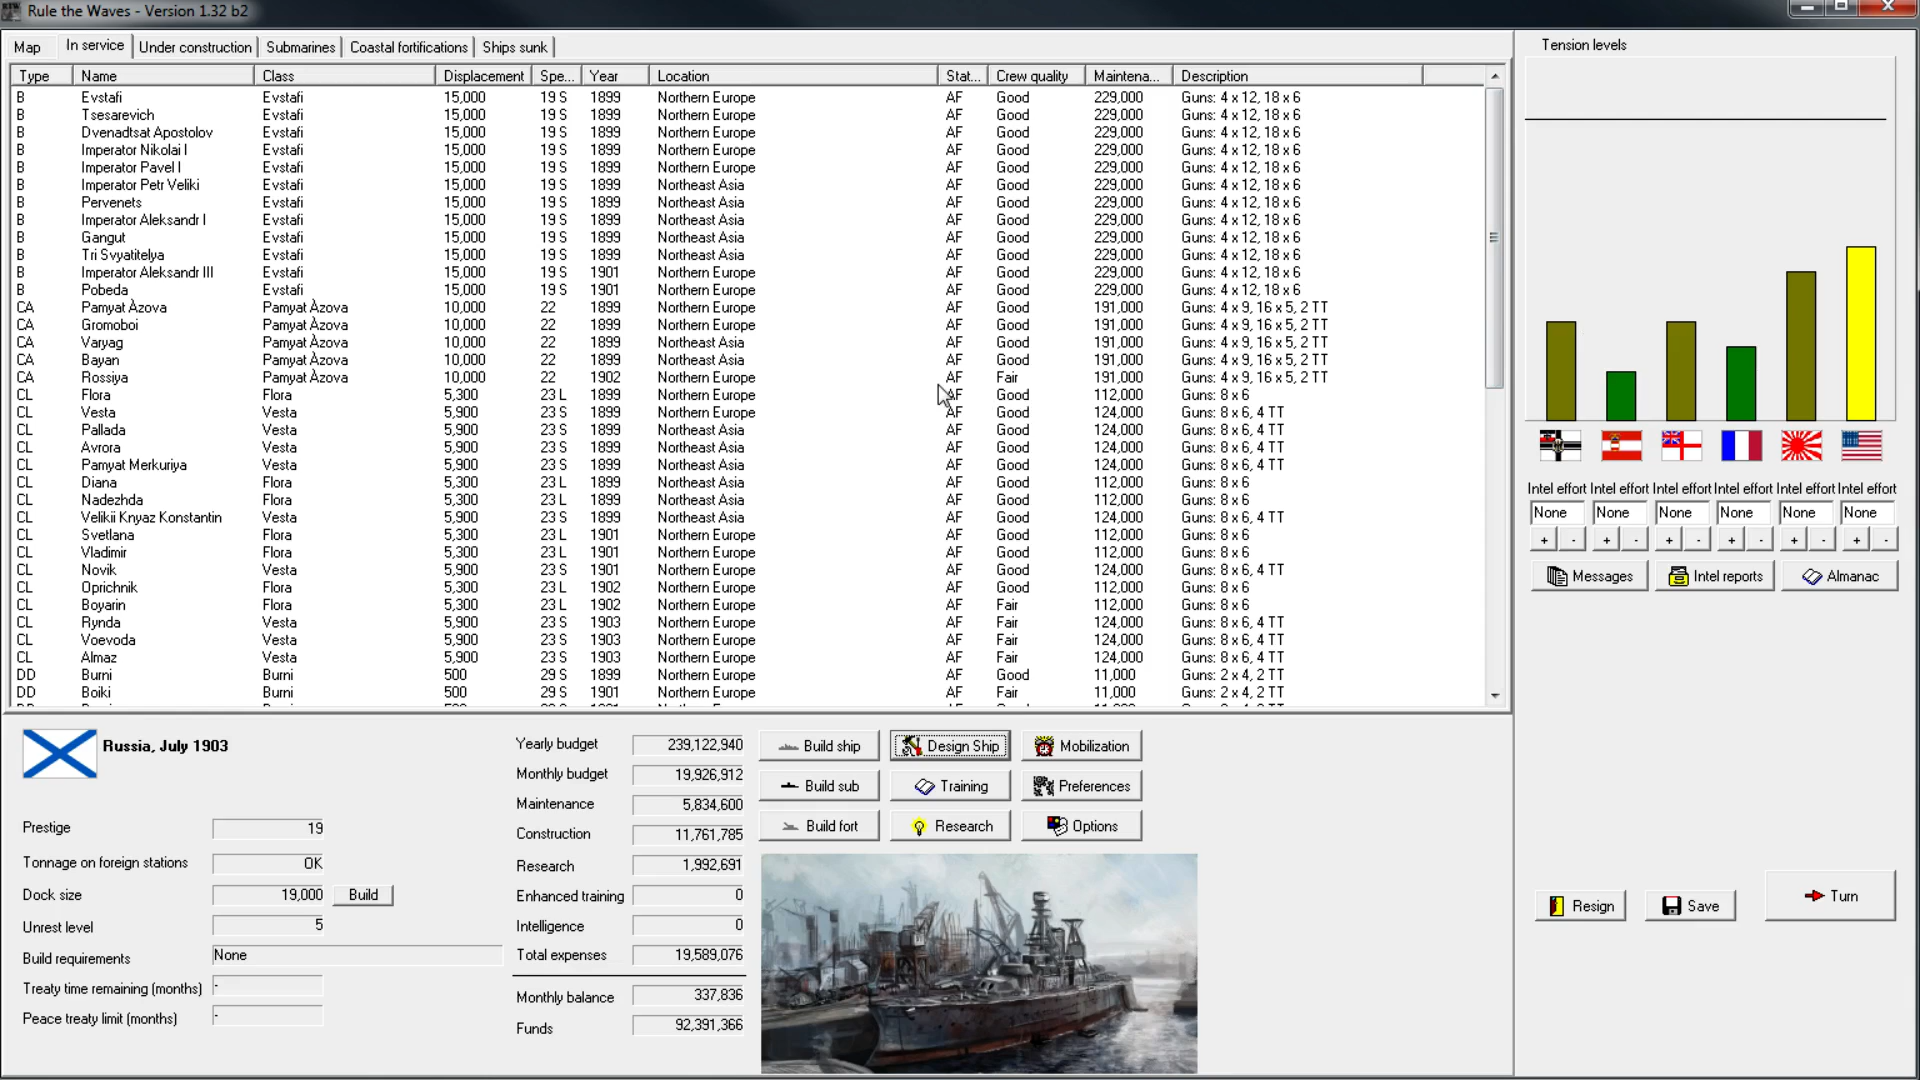 Rule the Waves - Version 1.32 b2
Map In service Under construction Submarines Coastal fortifications Ships sunk
Type Name Class Displacement Spe... Year Location Stat... Crew quality Maintena... Description
B Evstafi Evstafi 15,000 19 S 1899 Northern Europe AF Good 229,000 Guns: 4 x 12, 18 x 6
B Tsesarevich Evstafi 15,000 19 S 1899 Northern Europe AF Good 229,000 Guns: 4 x 12, 18 x 6
B Dvenadtsat Apostolov Evstafi 15,000 19 S 1899 Northern Europe AF Good 229,000 Guns: 4 x 12, 18 x 6
B Imperator Nikolai I Evstafi 15,000 19 S 1899 Northern Europe AF Good 229,000 Guns: 4 x 12, 18 x 6
B Imperator Pavel I Evstafi 15,000 19 S 1899 Northern Europe AF Good 229,000 Guns: 4 x 12, 18 x 6
B Imperator Petr Veliki Evstafi 15,000 19 S 1899 Northeast Asia AF Good 229,000 Guns: 4 x 12, 18 x 6
B Pervenets Evstafi 15,000 19 S 1899 Northeast Asia AF Good 229,000 Guns: 4 x 12, 18 x 6
B Imperator Aleksandr I Evstafi 15,000 19 S 1899 Northeast Asia AF Good 229,000 Guns: 4 x 12, 18 x 6
B Gangut Evstafi 15,000 19 S 1899 Northeast Asia AF Good 229,000 Guns: 4 x 12, 18 x 6
B Tri Svyatitelya Evstafi 15,000 19 S 1899 Northeast Asia AF Good 229,000 Guns: 4 x 12, 18 x 6
B Imperator Aleksandr III Evstafi 15,000 19 S 1901 Northern Europe AF Good 229,000 Guns: 4 x 12, 18 x 6
B Pobeda Evstafi 15,000 19 S 1901 Northern Europe AF Good 229,000 Guns: 4 x 12, 18 x 6
CA Pamyat Àzova Pamyat Àzova 10,000 22 1899 Northern Europe AF Good 191,000 Guns: 4 x 9, 16 x 5, 2 TT
CA Gromoboi Pamyat Àzova 10,000 22 1899 Northern Europe AF Good 191,000 Guns: 4 x 9, 16 x 5, 2 TT
CA Varyag Pamyat Àzova 10,000 22 1899 Northeast Asia AF Good 191,000 Guns: 4 x 9, 16 x 5, 2 TT
CA Bayan Pamyat Àzova 10,000 22 1899 Northeast Asia AF Good 191,000 Guns: 4 x 9, 16 x 5, 2 TT
CA Rossiya Pamyat Àzova 10,000 22 1902 Northern Europe AF Fair 191,000 Guns: 4 x 9, 16 x 5, 2 TT
CL Flora Flora 5,300 23 L 1899 Northern Europe AF Good 112,000 Guns: 8 x 6
CL Vesta Vesta 5,900 23 S 1899 Northern Europe AF Good 124,000 Guns: 8 x 6, 4 TT
CL Pallada Vesta 5,900 23 S 1899 Northeast Asia AF Good 124,000 Guns: 8 x 6, 4 TT
CL Avrora Vesta 5,900 23 S 1899 Northeast Asia AF Good 124,000 Guns: 8 x 6, 4 TT
CL Pamyat Merkuriya Vesta 5,900 23 S 1899 Northeast Asia AF Good 124,000 Guns: 8 x 6, 4 TT
CL Diana Flora 5,300 23 L 1899 Northeast Asia AF Good 112,000 Guns: 8 x 6
CL Nadezhda Flora 5,300 23 L 1899 Northeast Asia AF Good 112,000 Guns: 8 x 6
CL Velikii Knyaz Konstantin Vesta 5,900 23 S 1899 Northeast Asia AF Good 124,000 Guns: 8 x 6, 4 TT
CL Svetlana Flora 5,300 23 L 1901 Northern Europe AF Good 112,000 Guns: 8 x 6
CL Vladimir Flora 5,300 23 L 1901 Northern Europe AF Good 112,000 Guns: 8 x 6
CL Novik Vesta 5,900 23 S 1901 Northern Europe AF Good 124,000 Guns: 8 x 6, 4 TT
CL Oprichnik Flora 5,300 23 L 1902 Northern Europe AF Good 112,000 Guns: 8 x 6
CL Boyarin Flora 5,300 23 L 1902 Northern Europe AF Fair 112,000 Guns: 8 x 6
CL Rynda Vesta 5,900 23 S 1903 Northern Europe AF Fair 124,000 Guns: 8 x 6, 4 TT
CL Voevoda Vesta 5,900 23 S 1903 Northern Europe AF Fair 124,000 Guns: 8 x 6, 4 TT
CL Almaz Vesta 5,900 23 S 1903 Northern Europe AF Fair 124,000 Guns: 8 x 6, 4 TT
DD Burni Burni 500 29 S 1899 Northern Europe AF Good 11,000 Guns: 2 x 4, 2 TT
DD Boiki Burni 500 29 S 1901 Northern Europe AF Fair 11,000 Guns: 2 x 4, 2 TT
Tension levels
Intel effort Intel effort Intel effort Intel effort Intel effort Intel effort
None None None None None None
+ - + - + - + - + - + -
Messages Intel reports Almanac
Russia, July 1903
Prestige 19
Tonnage on foreign stations OK
Dock size 19,000 Build
Unrest level 5
Build requirements None
Treaty time remaining (months) -
Peace treaty limit (months) -
Yearly budget 239,122,940
Monthly budget 19,926,912
Maintenance 5,834,600
Construction 11,761,785
Research 1,992,691
Enhanced training 0
Intelligence 0
Total expenses 19,589,076
Monthly balance 337,836
Funds 92,391,366
Build ship Design Ship Mobilization
Build sub Training Preferences
Build fort Research Options
Resign Save Turn